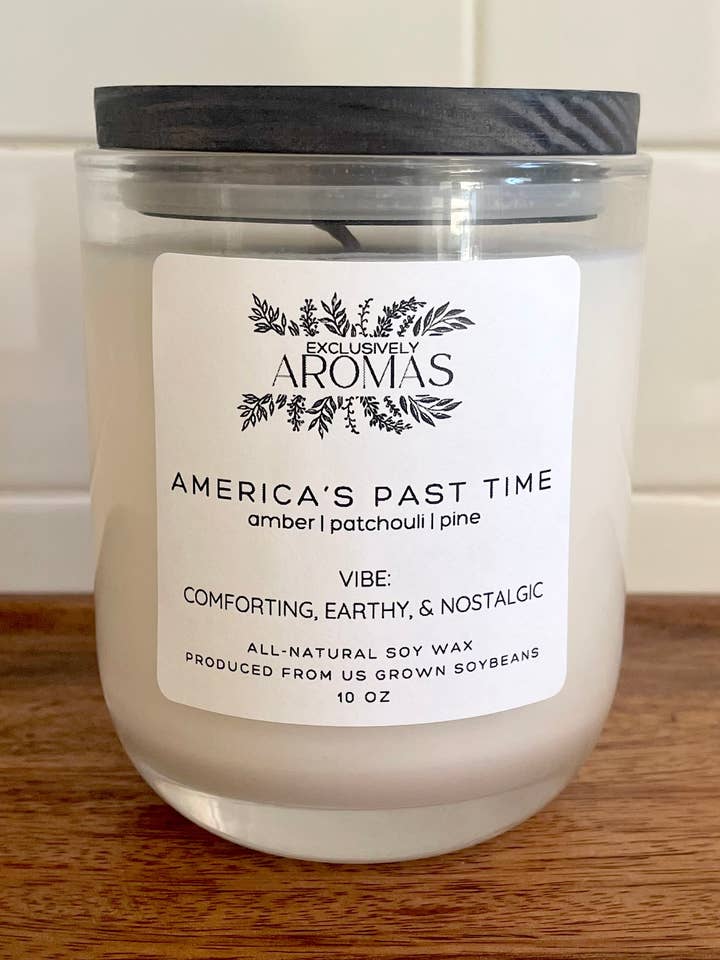 EXCLUSIVELY
AROMAS
AMERICA'S PAST TIME
amber | patchouli | pine
VIBE:
COMFORTING, EARTHY, & NOSTALGIC
ALL-NATURAL SOY WAX
PRODUCED FROM US GROWN SOYBEANS
10 OZ